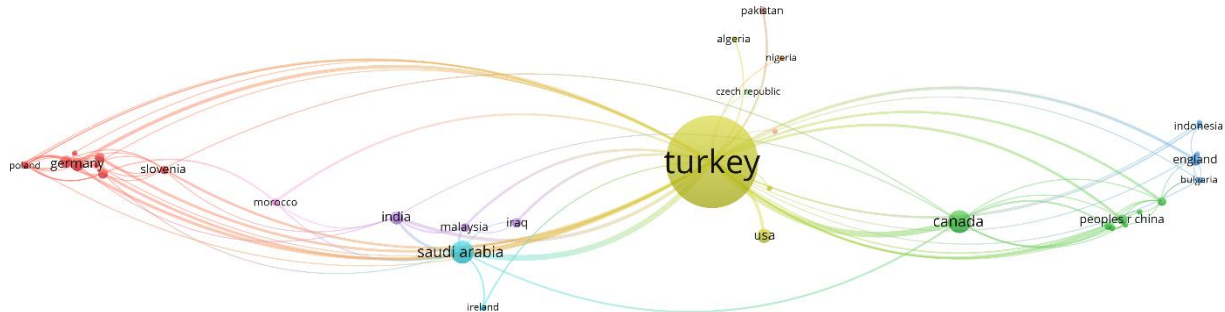 pakistan
algeria
nigeria
czech republic
turkey
indonesia
england
bulgaria
poland
germany
slovenia
morocco
india
malaysia
iraq
saudi arabia
usa
canada
peoples r china
ireland